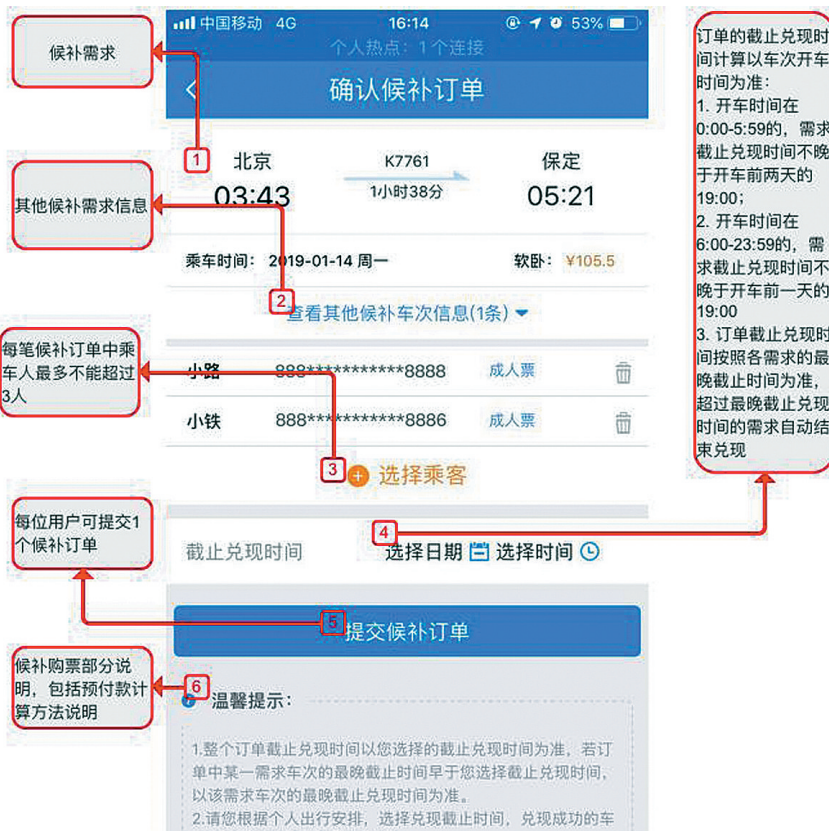 中国移动 4G 16:14 53%
个人热点：1个连接
确认候补订单
候补需求
1
北京 K7761 保定
03:43 1小时38分 05:21
其他候补需求信息
乘车时间： 2019-01-14 周一 软卧： ¥105.5
2
查看其他候补车次信息(1条)
每笔候补订单中乘
车人最多不能超过
3人
小路 888************8888 成人票
小铁 888************8886 成人票
3
选择乘客
每位用户可提交1
个候补订单
4
截止兑现时间 选择日期 选择时间
5
提交候补订单
候补购票部分说
明，包括预付款计
算方法说明
6
温馨提示：
1.整个订单截止兑现时间以您选择的截止兑现时间为准，若订
单中某一需求车次的最晚截止时间早于您选择截止兑现时间，
以该需求车次的最晚截止兑现时间为准。
2.请您根据个人出行安排，选择兑现截止时间，兑现成功的车
订单的截止兑现时
间计算以车次开车
时间为准：
1. 开车时间在
0:00-5:59的，需求
截止兑现时间不晚
于开车前两天的
19:00；
2. 开车时间在
6:00-23:59的，需
求截止兑现时间不
晚于开车前一天的
19:00
3. 订单截止兑现时
间按照各需求的最
晚截止时间为准，
超过最晚截止兑现
时间的需求自动结
束兑现